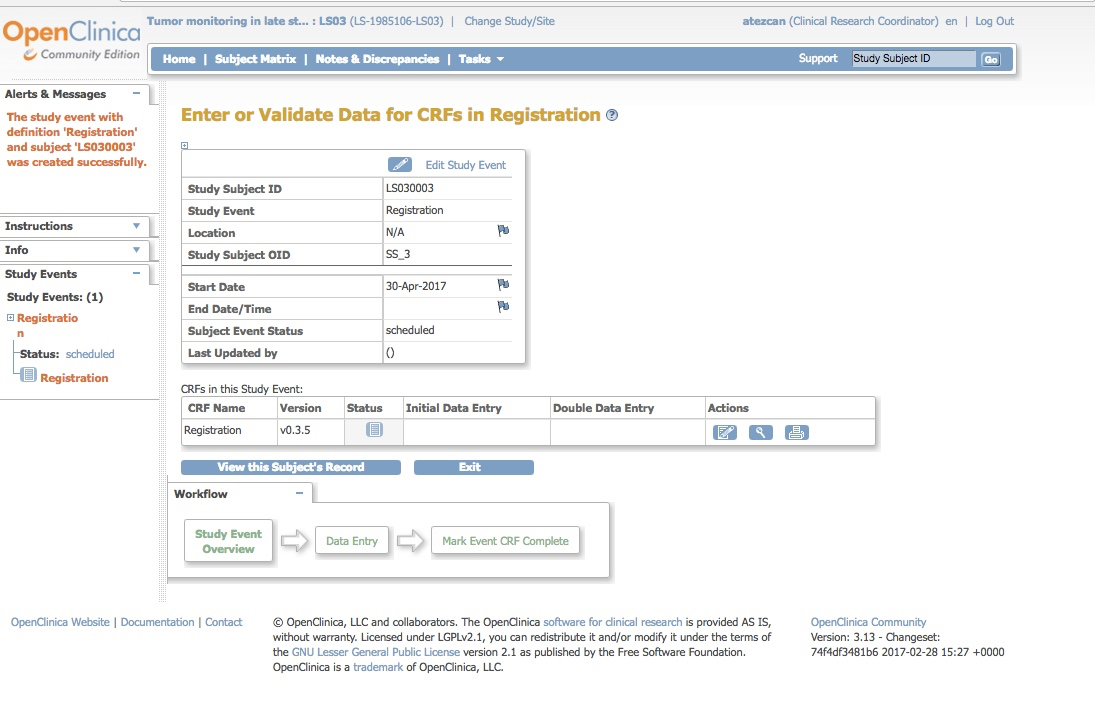 OpenClinica
Community Edition
Tumor monitoring in late st... : LS03 (LS-1985106-LS03) | Change Study/Site
atezcan (Clinical Research Coordinator) en | Log Out
Home | Subject Matrix | Notes & Discrepancies | Tasks
Support Study Subject ID Go
Alerts & Messages
The study event with
definition 'Registration'
and subject 'LS030003'
was created successfully.
Instructions
Info
Study Events
Study Events: (1)
Registratio
n
Status: scheduled
Registration
Enter or Validate Data for CRFs in Registration
Edit Study Event
Study Subject ID LS030003
Study Event Registration
Location N/A
Study Subject OID SS_3
Start Date 30-Apr-2017
End Date/Time
Subject Event Status scheduled
Last Updated by ()
CRFs in this Study Event:
CRF Name Version Status Initial Data Entry Double Data Entry Actions
Registration v0.3.5
View this Subject's Record Exit
Workflow
Study Event
Overview
Data Entry
Mark Event CRF Complete
OpenClinica Website | Documentation | Contact
© OpenClinica, LLC and collaborators. The OpenClinica software for clinical research is provided AS IS,
without warranty. Licensed under LGPLv2.1, you can redistribute it and/or modify it under the terms of
the GNU Lesser General Public License version 2.1 as published by the Free Software Foundation.
OpenClinica is a trademark of OpenClinica, LLC.
OpenClinica Community
Version: 3.13 - Changeset:
74f4df3481b6 2017-02-28 15:27 +0000